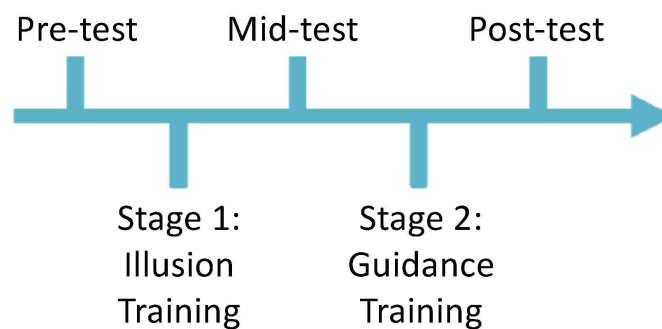 Pre-test
Mid-test
Post-test
Stage 1:
Illusion
Training
Stage 2:
Guidance
Training